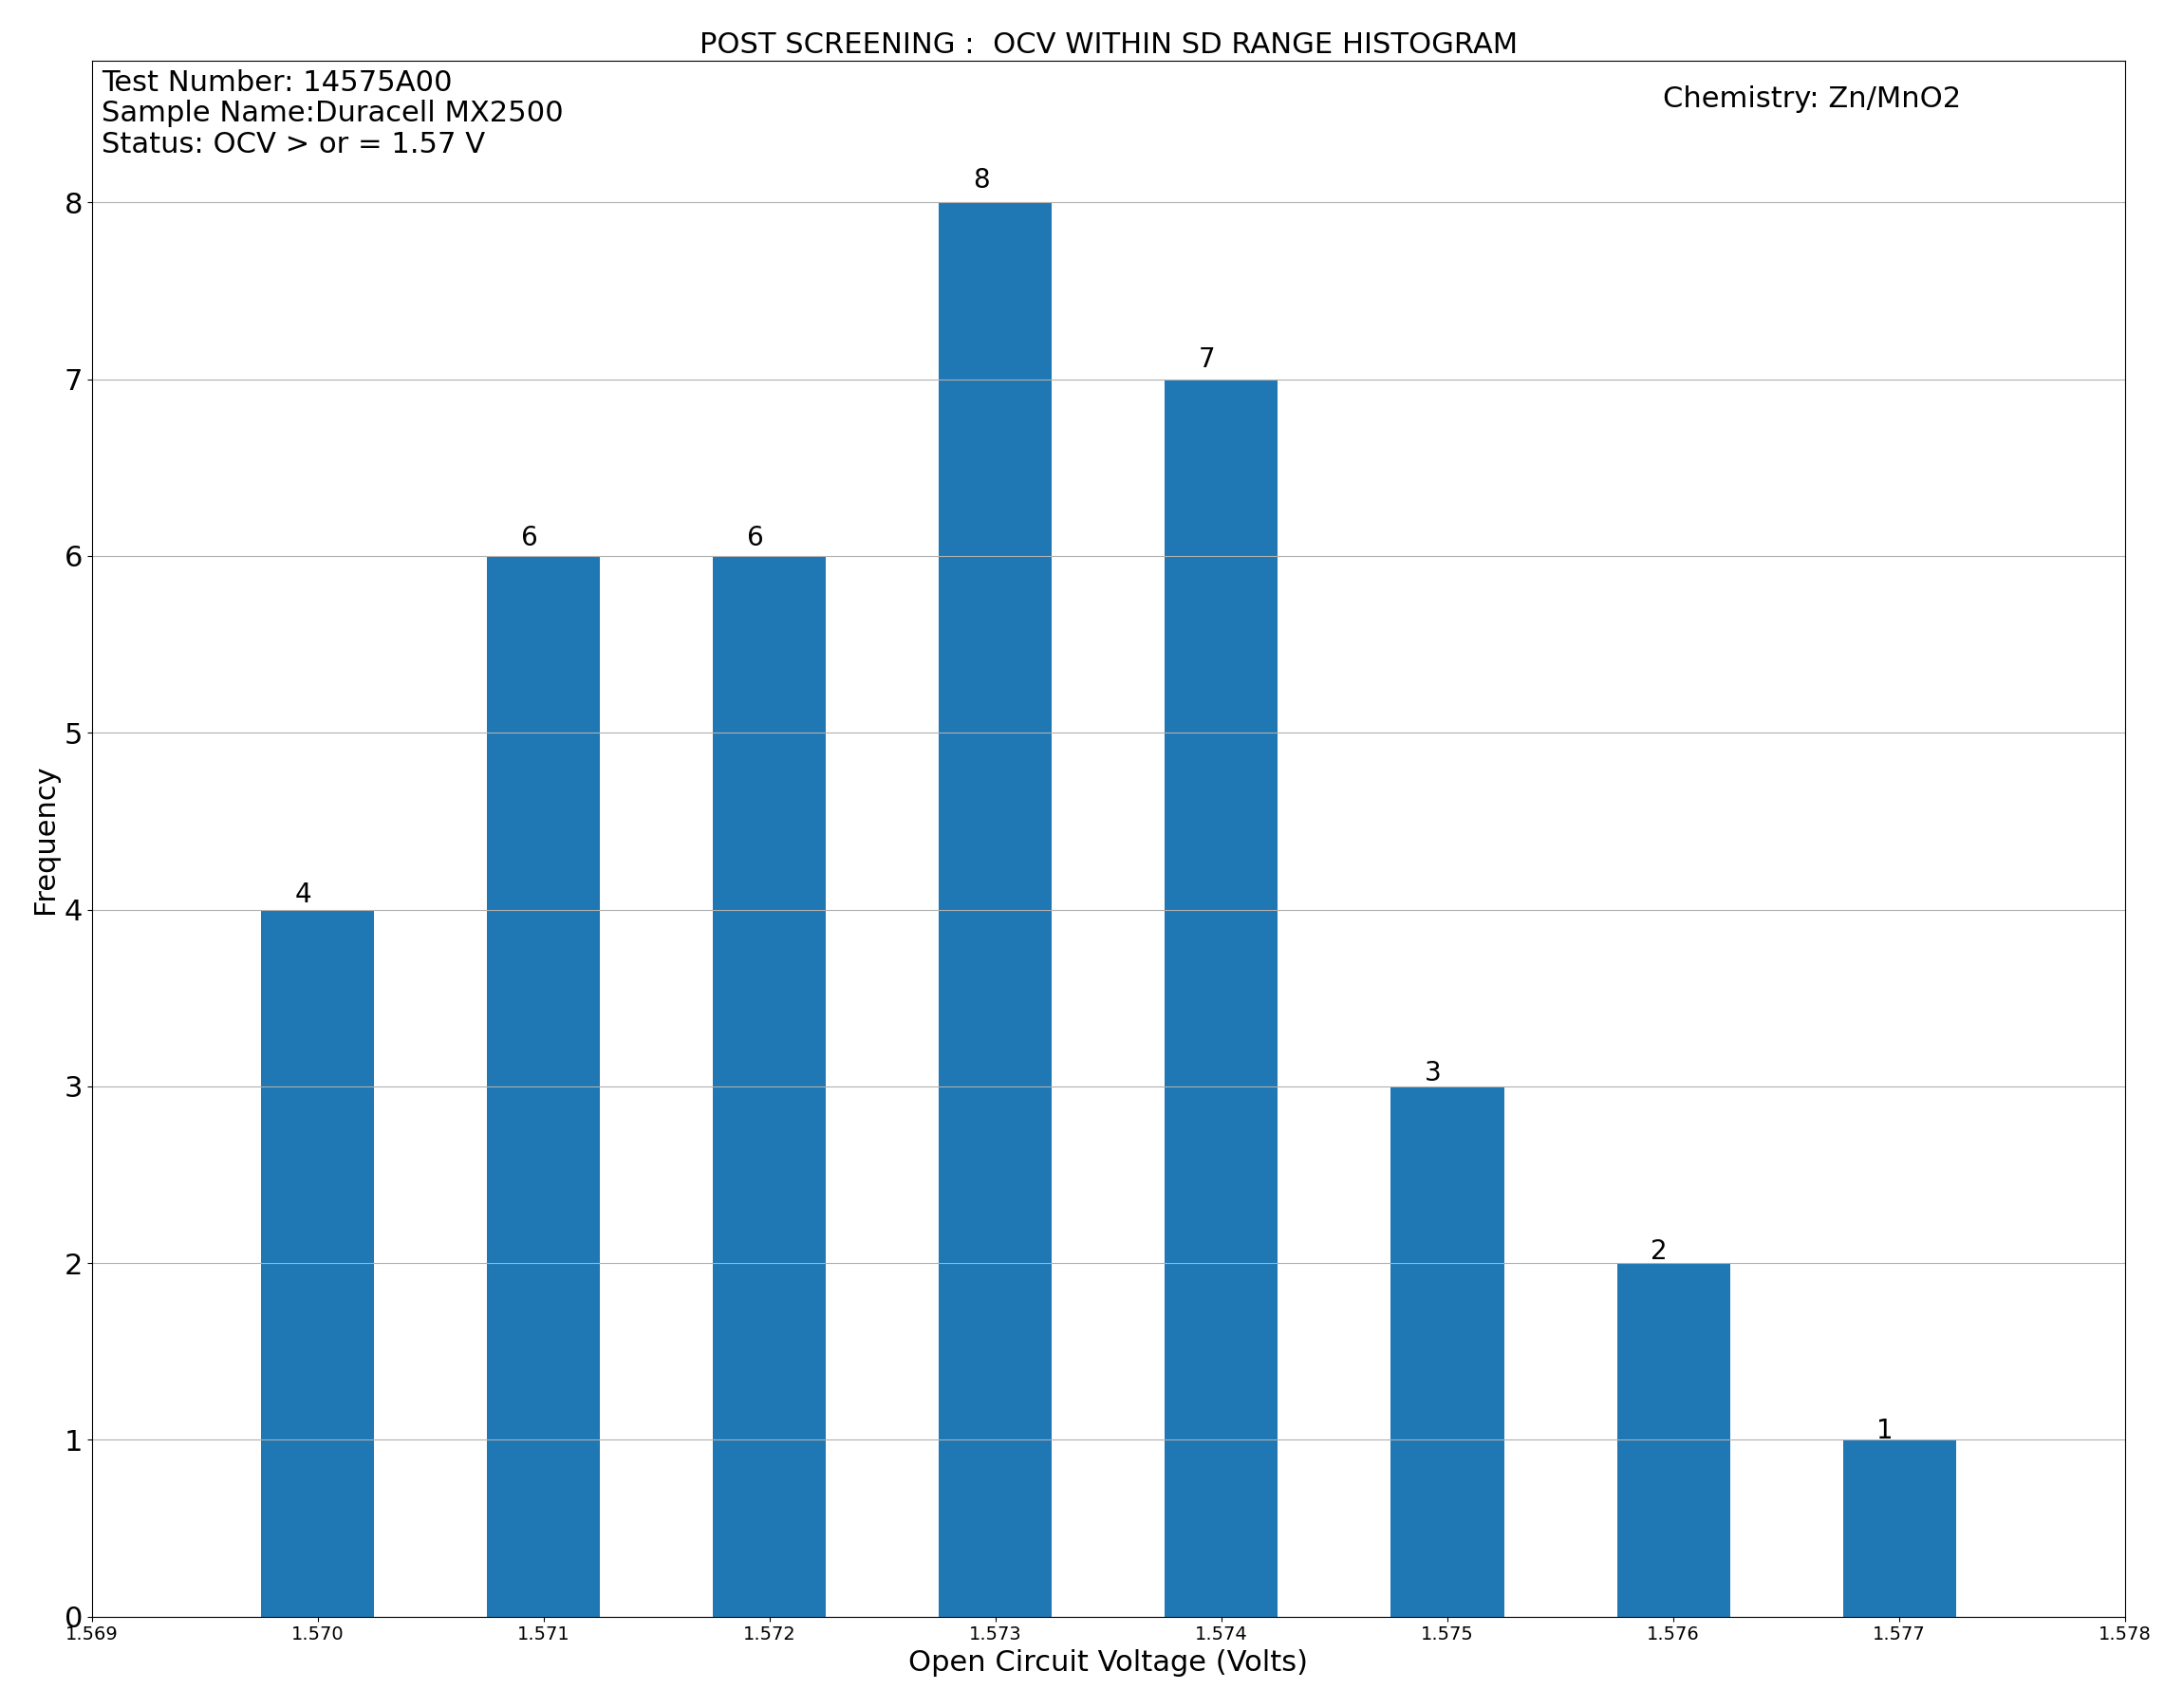 POST SCREENING :  OCV WITHIN SD RANGE HISTOGRAM
Test Number: 14575A00
Sample Name:Duracell MX2500
Status: OCV > or = 1.57 V
Chemistry: Zn/MnO2
8
7
6
6
4
3
2
1
Frequency
8
7
6
5
4
3
2
1
0
1.569 1.570 1.571 1.572 1.573 1.574 1.575 1.576 1.577 1.578
Open Circuit Voltage (Volts)